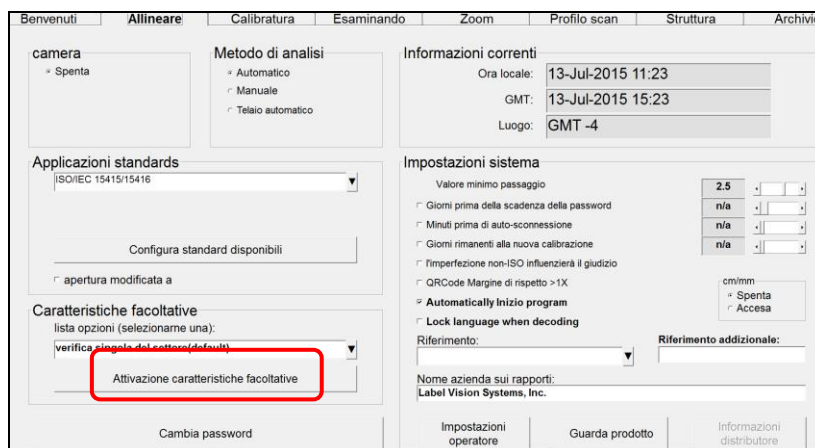 Benvenuti Allineare Calibratura Esaminando Zoom Profilo scan Struttura Archivi
camera
Spenta
Metodo di analisi
Automatico
Manuale
Telaio automatico
Informazioni correnti
Ora locale: 13-Jul-2015 11:23
GMT: 13-Jul-2015 15:23
Luogo: GMT -4
Applicazioni standards
ISO/IEC 15415/15416
Configura standard disponibili
apertura modificata a
Caratteristiche facoltative
lista opzioni (selezionarne una):
verifica singola del settore(default)
Attivazione caratteristiche facoltative
Cambia password
Impostazioni sistema
Valore minimo passaggio 2.5
Giorni prima della scadenza della password n/a
Minuti prima di auto-sconnessione n/a
Giorni rimanenti alla nuova calibrazione n/a
l'imperfezione non-ISO influenzerà il giudizio
QRCode Margine di rispetto >1X
Automatically Inizio program
Lock language when decoding
cm/mm
Spenta
Accesa
Riferimento:
Riferimento addizionale:
Nome azienda sui rapporti:
Label Vision Systems, Inc.
Impostazioni operatore
Guarda prodotto
Informazioni distributore